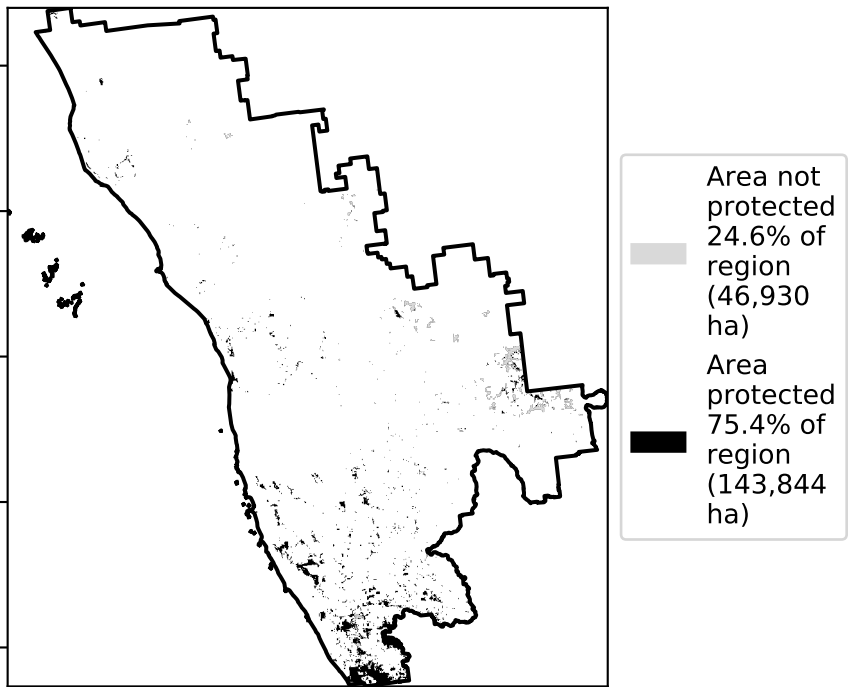 Area not
protected
24.6% of
region
(46,930
ha)
Area
protected
75.4% of
region
(143,844
ha)